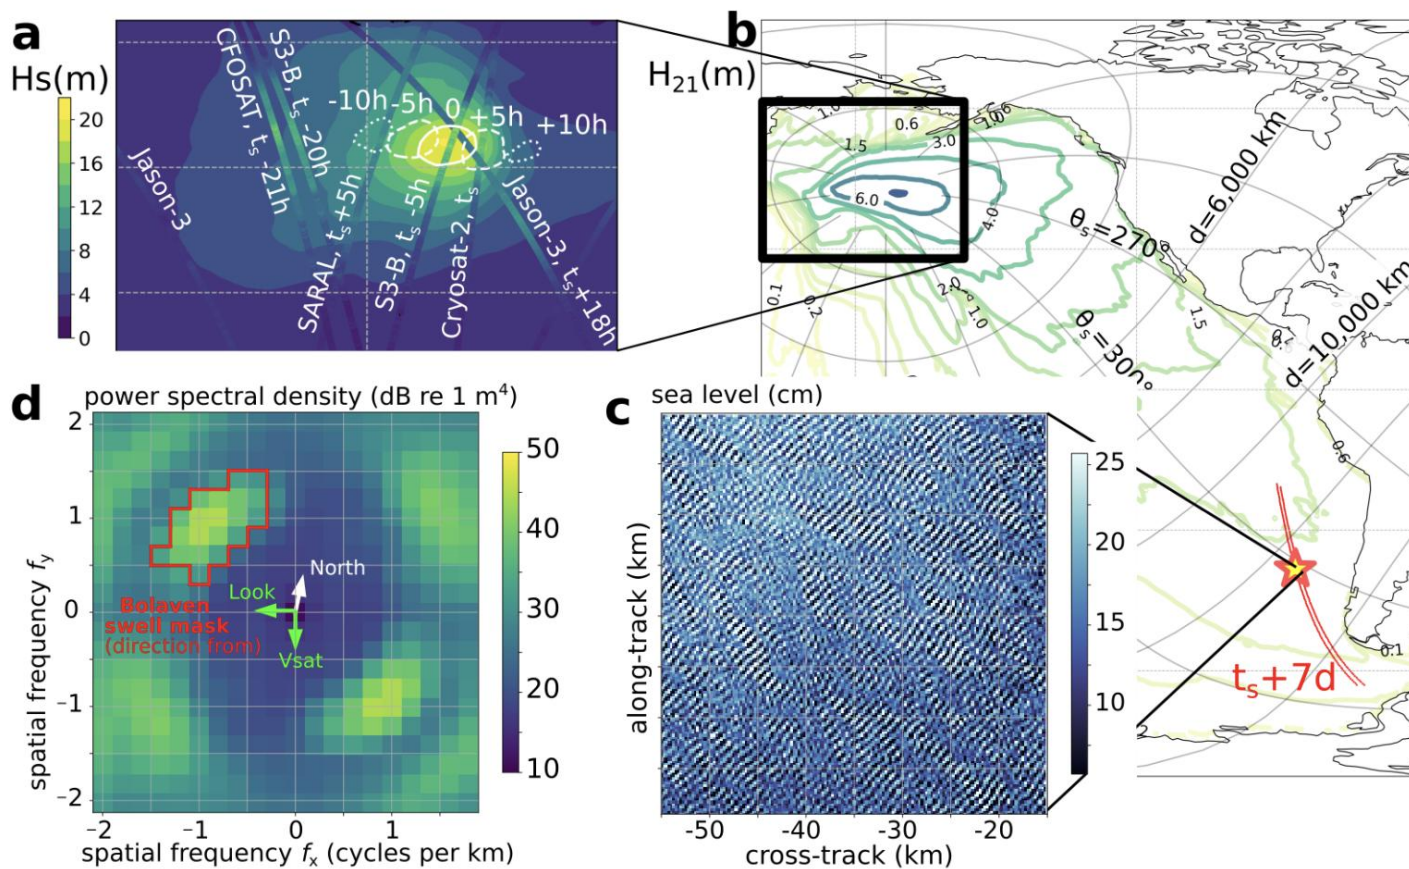 a
Hs(m)
20
16
12
8
4
0
CFOSAT, tₛ -21h
S3-B, tₛ -20h
-10h
-5h
0
+5h
+10h
Jason-3
SARAL, tₛ+5h
S3-B, tₛ -5h
Cryosat-2, tₛ
Jason-3, tₛ+18h
b
H₂₁(m)
1.0
0.6
1.5
3.0
6.0
4.0
2.0
1.0
0.1
0.2
1.5
0.6
0.1
θₛ=270°
θₛ=300°
d=6,000 km
d=10,000 km
tₛ+7d
d
power spectral density (dB re 1 m⁴)
2
1
0
−1
−2
spatial frequency f_y
Bolaven
swell mask
(direction from)
Look
North
Vsat
50
40
30
20
10
−2
−1
0
1
spatial frequency fₓ (cycles per km)
c
sea level (cm)
along-track (km)
25
20
15
10
-50
-40
-30
-20
cross-track (km)